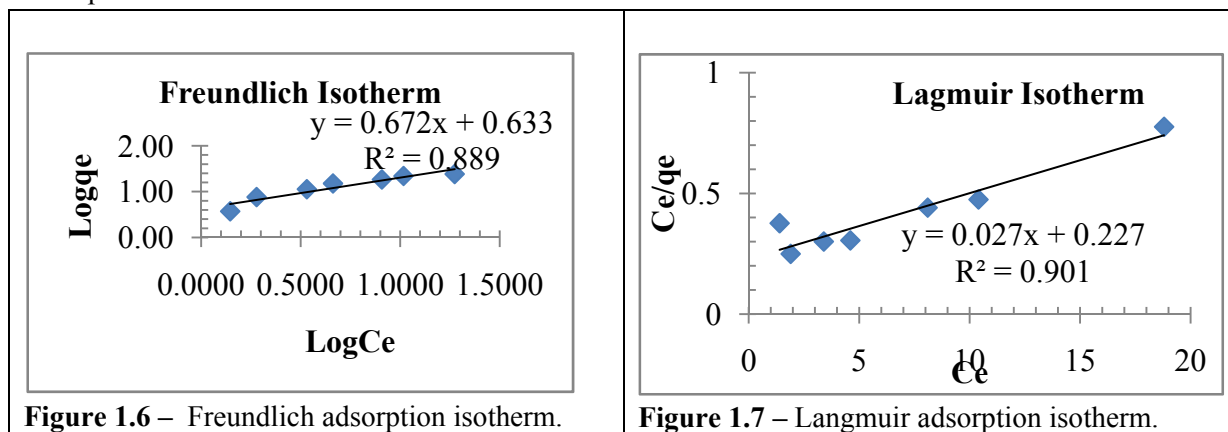 Freundlich Isotherm
y = 0.672x + 0.633
R² = 0.889
Logqe
2.00
1.00
0.00
0.0000 0.5000 1.0000 1.5000
LogCe
Figure 1.6 – Freundlich adsorption isotherm.
Lagmuir Isotherm
Ce/qe
1
0.5
0
y = 0.027x + 0.227
R² = 0.901
0 5 10 15 20
Ce
Figure 1.7 – Langmuir adsorption isotherm.